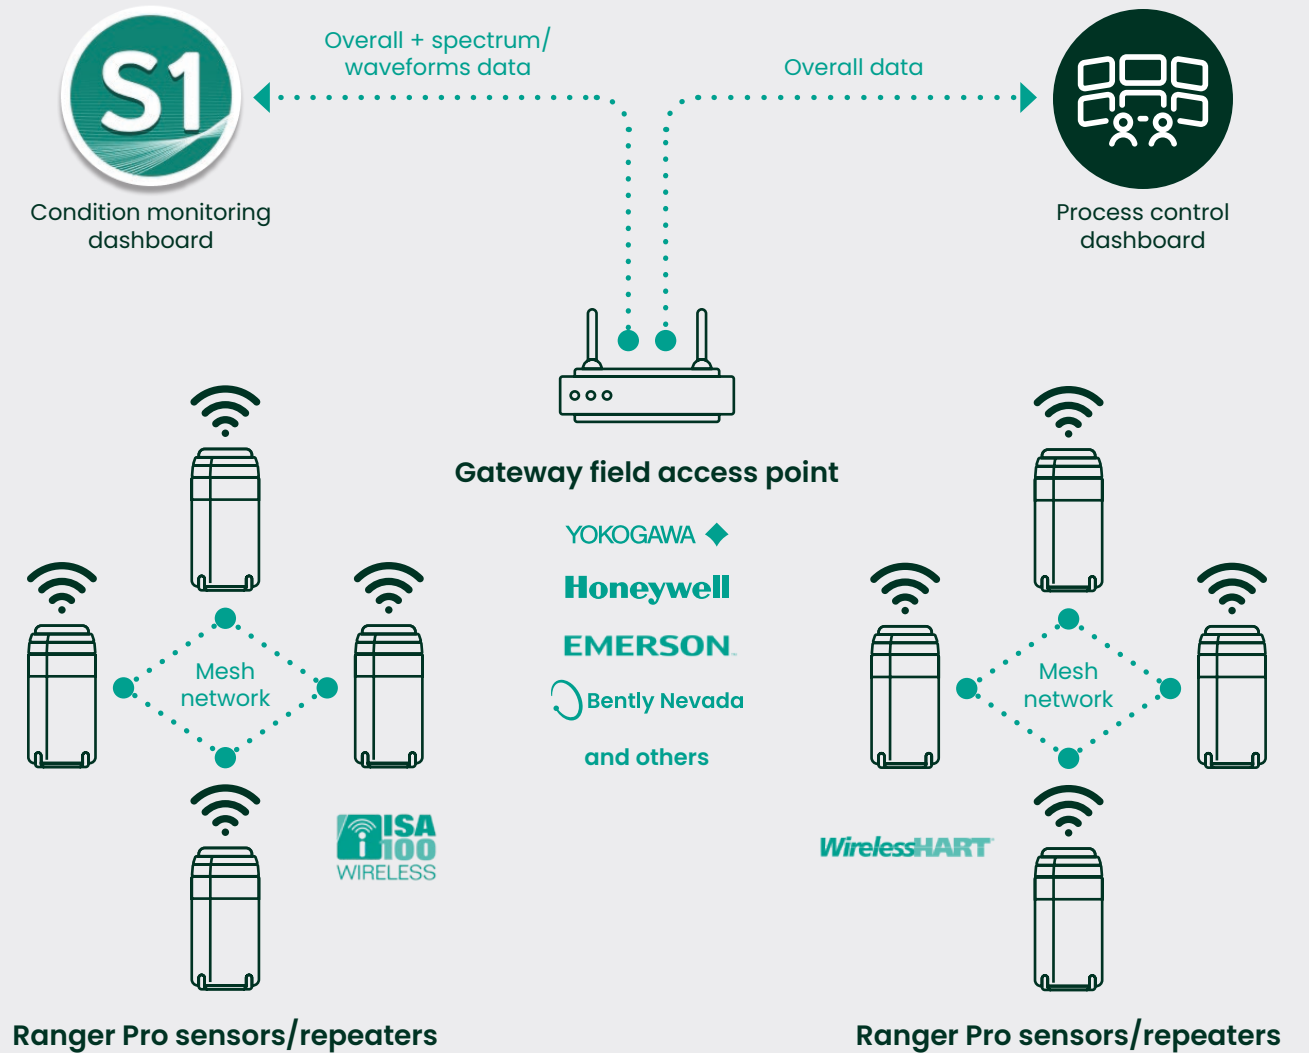 S1
Overall + spectrum/
waveforms data
Overall data
Condition monitoring
dashboard
Process control
dashboard
Gateway field access point
YOKOGAWA
Honeywell
EMERSON™
Bently Nevada
and others
Mesh
network
Mesh
network
ISA
i100
WIRELESS
WirelessHART
Ranger Pro sensors/repeaters
Ranger Pro sensors/repeaters